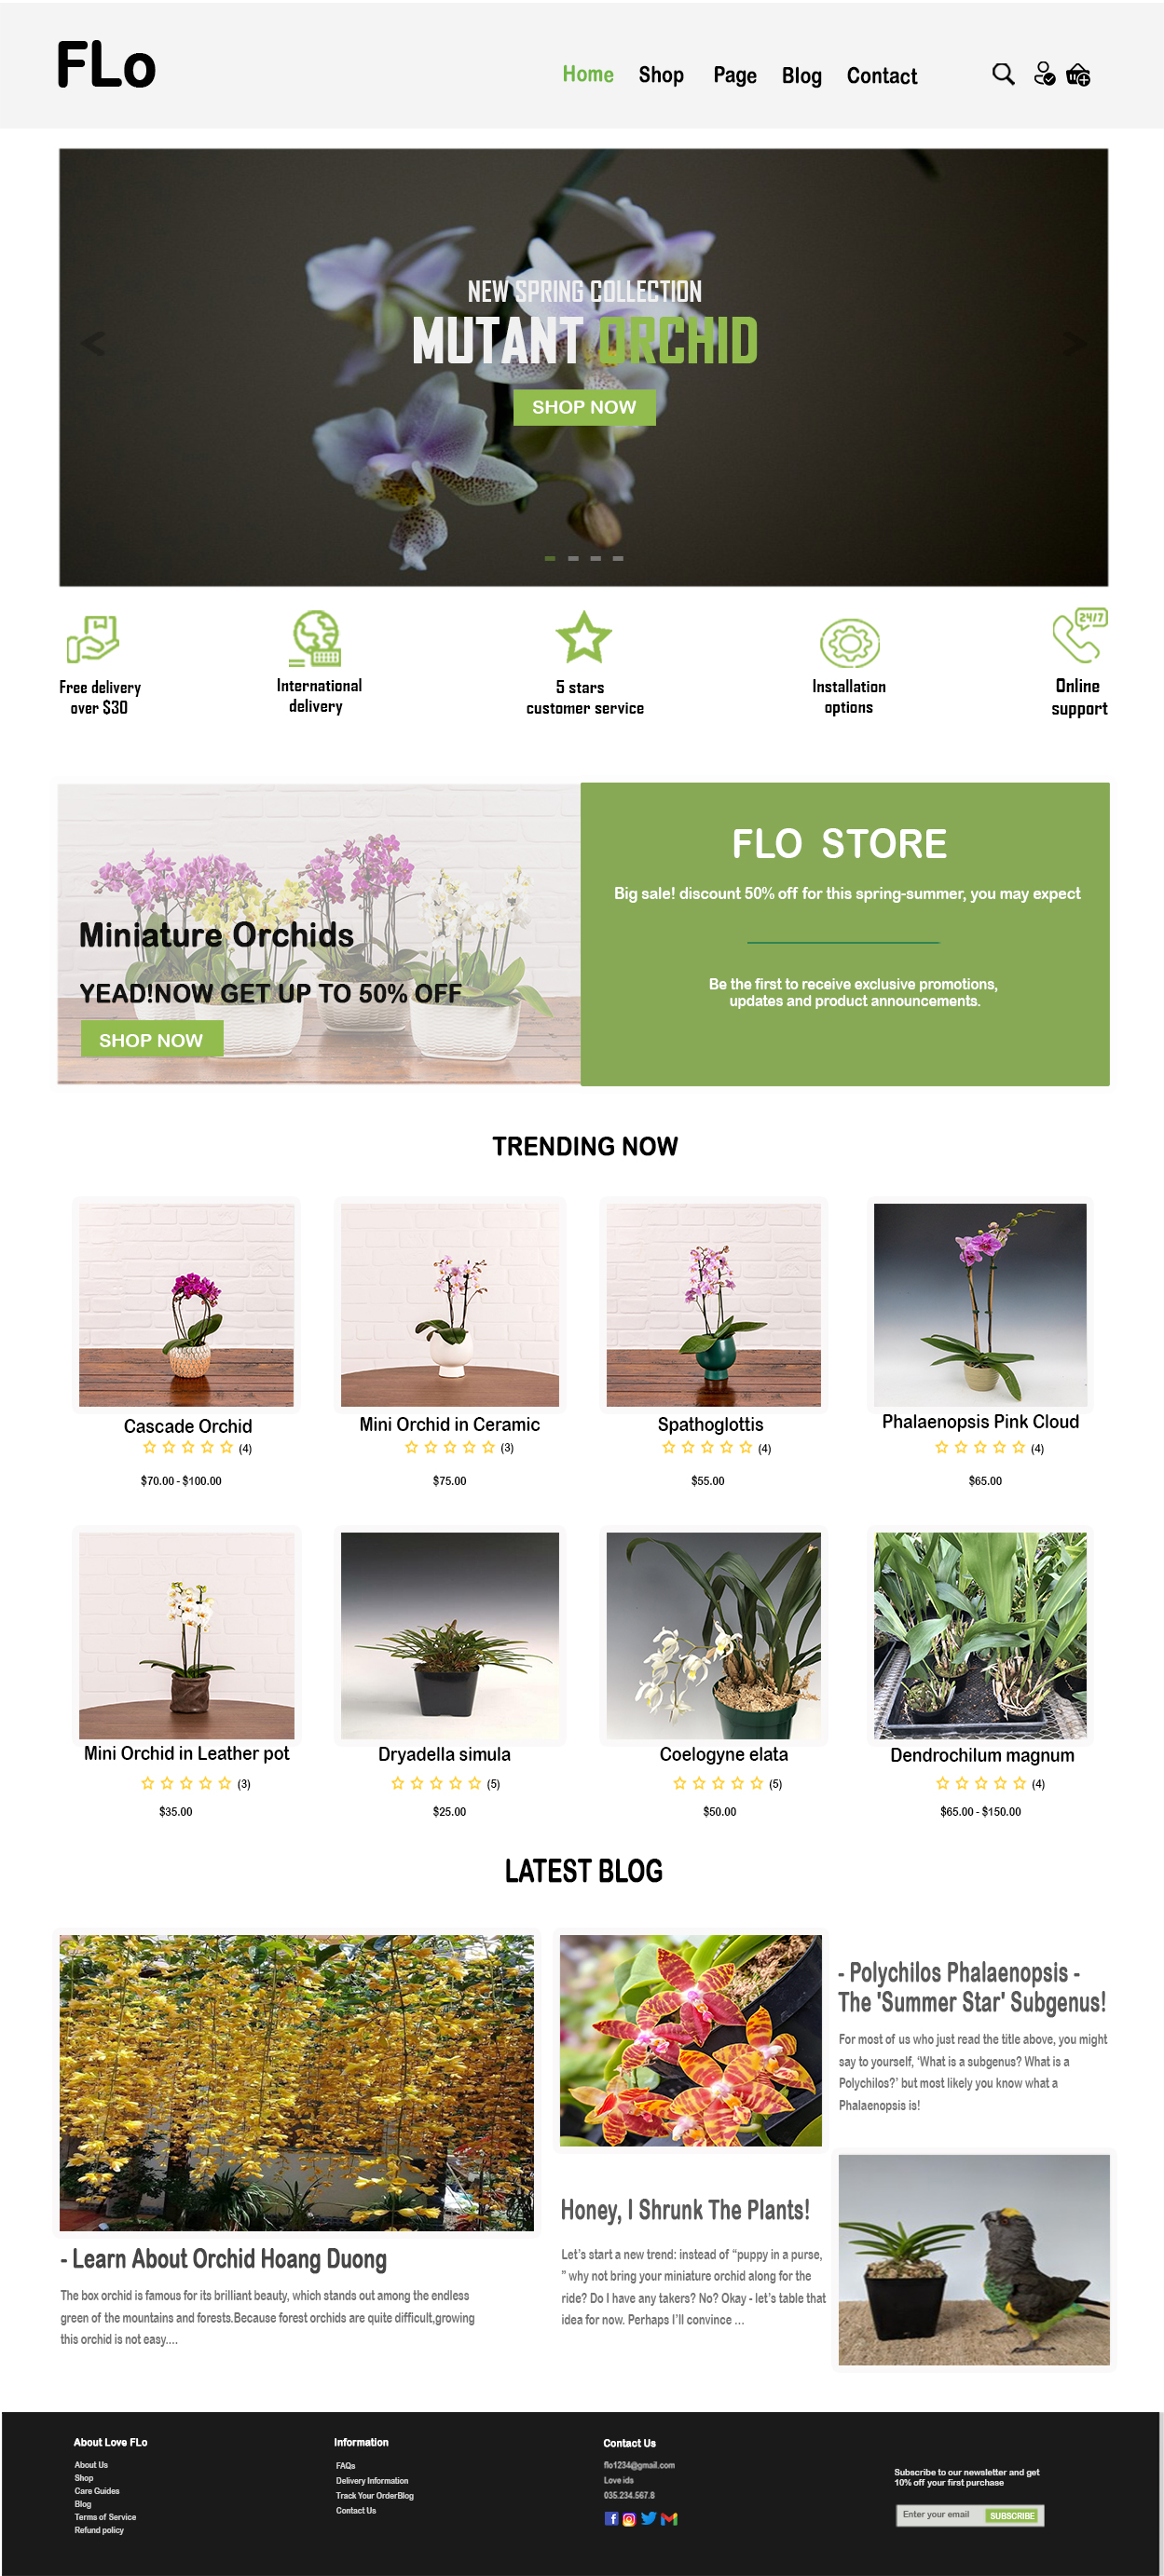 FLo
Home Shop Page Blog Contact
NEW SPRING COLLECTION
MUTANT ORCHID
SHOP NOW
Free delivery
over $30
International
delivery
5 stars
customer service
Installation
options
24/7
Online
support
Miniature Orchids
YEAD!NOW GET UP TO 50% OFF
SHOP NOW
FLO STORE
Big sale! discount 50% off for this spring-summer, you may expect
Be the first to receive exclusive promotions,
updates and product announcements.
TRENDING NOW
Cascade Orchid
(4)
$70.00 - $100.00
Mini Orchid in Ceramic
(3)
$75.00
Spathoglottis
(4)
$55.00
Phalaenopsis Pink Cloud
(4)
$65.00
Mini Orchid in Leather pot
(3)
$35.00
Dryadella simula
(5)
$25.00
Coelogyne elata
(5)
$50.00
Dendrochilum magnum
(4)
$65.00 - $150.00
LATEST BLOG
- Learn About Orchid Hoang Duong
The box orchid is famous for its brilliant beauty, which stands out among the endless
green of the mountains and forests.Because forest orchids are quite difficult,growing
this orchid is not easy....
- Polychilos Phalaenopsis -
The 'Summer Star' Subgenus!
For most of us who just read the title above, you might
say to yourself, ‘What is a subgenus? What is a
Polychilos?’ but most likely you know what a
Phalaenopsis is!
Honey, I Shrunk The Plants!
Let’s start a new trend: instead of “puppy in a purse,
” why not bring your miniature orchid along for the
ride? Do I have any takers? No? Okay - let’s table that
idea for now. Perhaps I’ll convince ...
About Love FLo
About Us
Shop
Care Guides
Blog
Terms of Service
Refund policy
Information
FAQs
Delivery Information
Track Your OrderBlog
Contact Us
Contact Us
flo1234@gmail.com
Love ids
035.234.567.8
Subscribe to our newsletter and get
10% off your first purchase
Enter your email SUBSCRIBE